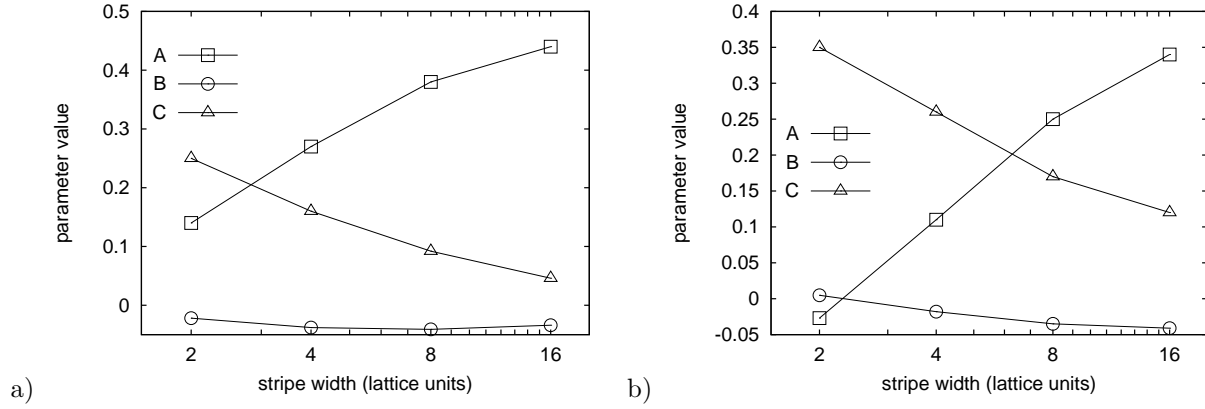 0.5
0.4
0.3
0.2
0.1
0
parameter value
A
B
C
2 4 8 16
stripe width (lattice units)
a)
0.4
0.35
0.3
0.25
0.2
0.15
0.1
0.05
0
-0.05
parameter value
A
B
C
2 4 8 16
stripe width (lattice units)
b)